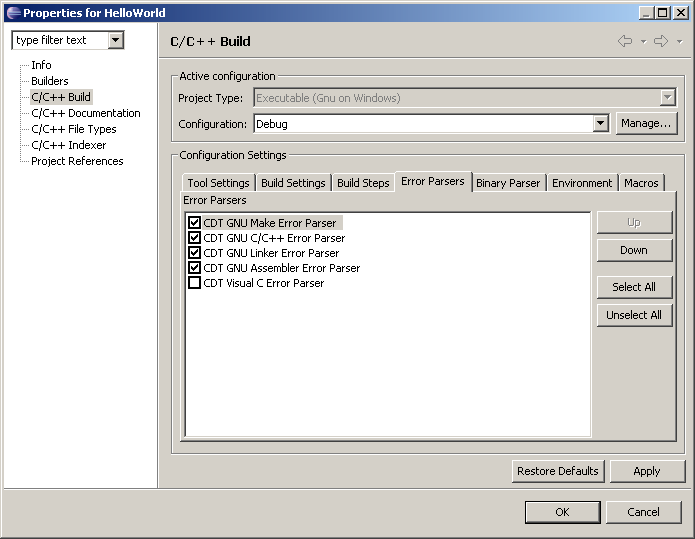 Properties for HelloWorld
type filter text
Info
Builders
C/C++ Build
C/C++ Documentation
C/C++ File Types
C/C++ Indexer
Project References
C/C++ Build
Active configuration
Project Type: Executable (Gnu on Windows)
Configuration: Debug Manage...
Configuration Settings
Tool Settings Build Settings Build Steps Error Parsers Binary Parser Environment Macros
Error Parsers
CDT GNU Make Error Parser
CDT GNU C/C++ Error Parser
CDT GNU Linker Error Parser
CDT GNU Assembler Error Parser
CDT Visual C Error Parser
Up
Down
Select All
Unselect All
Restore Defaults Apply
OK Cancel